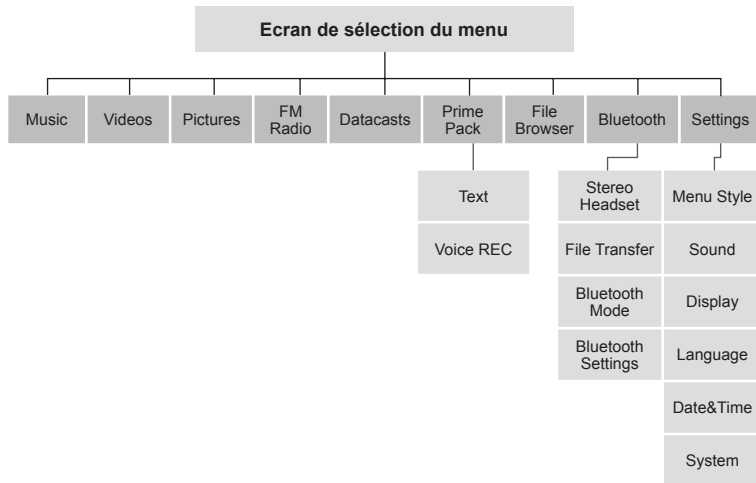 Ecran de sélection du menu
Music
Videos
Pictures
FM
Radio
Datacasts
Prime
Pack
File
Browser
Bluetooth
Settings
Text
Voice REC
Stereo
Headset
File Transfer
Bluetooth
Mode
Bluetooth
Settings
Menu Style
Sound
Display
Language
Date&Time
System